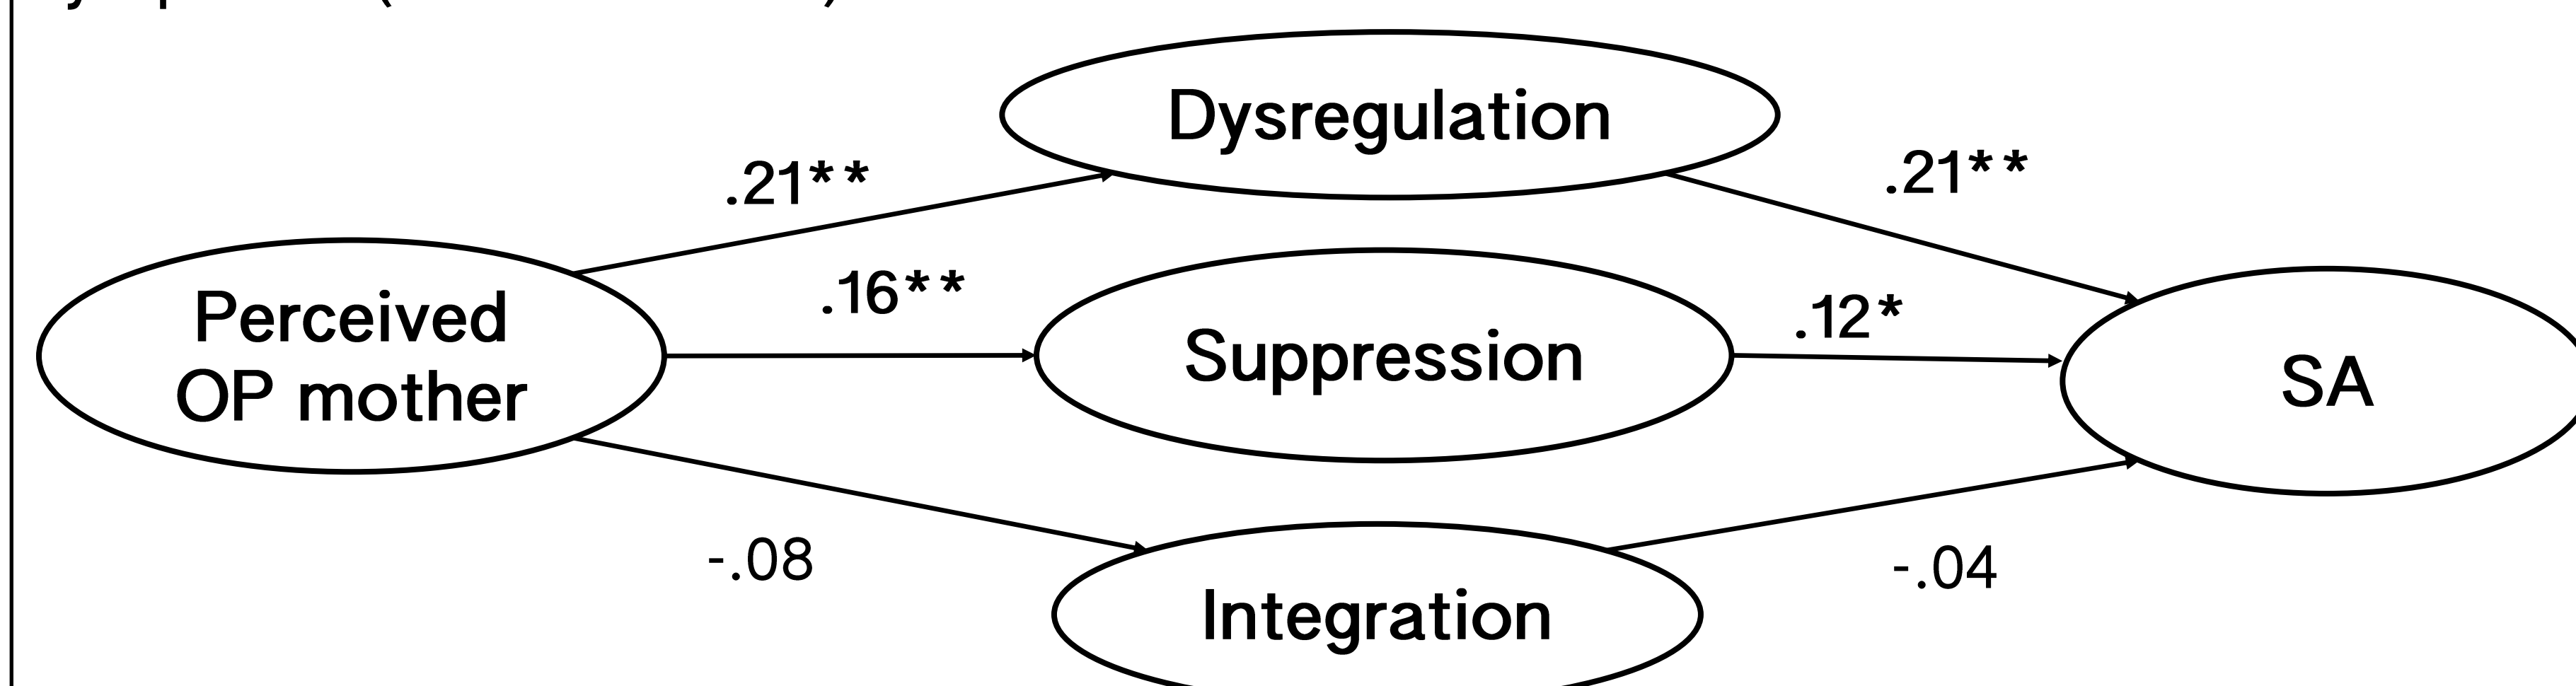 Dysregulation
.21**
.21**
.16**
.12*
Perceived
OP mother
Suppression
SA
-.08
-.04
Integration